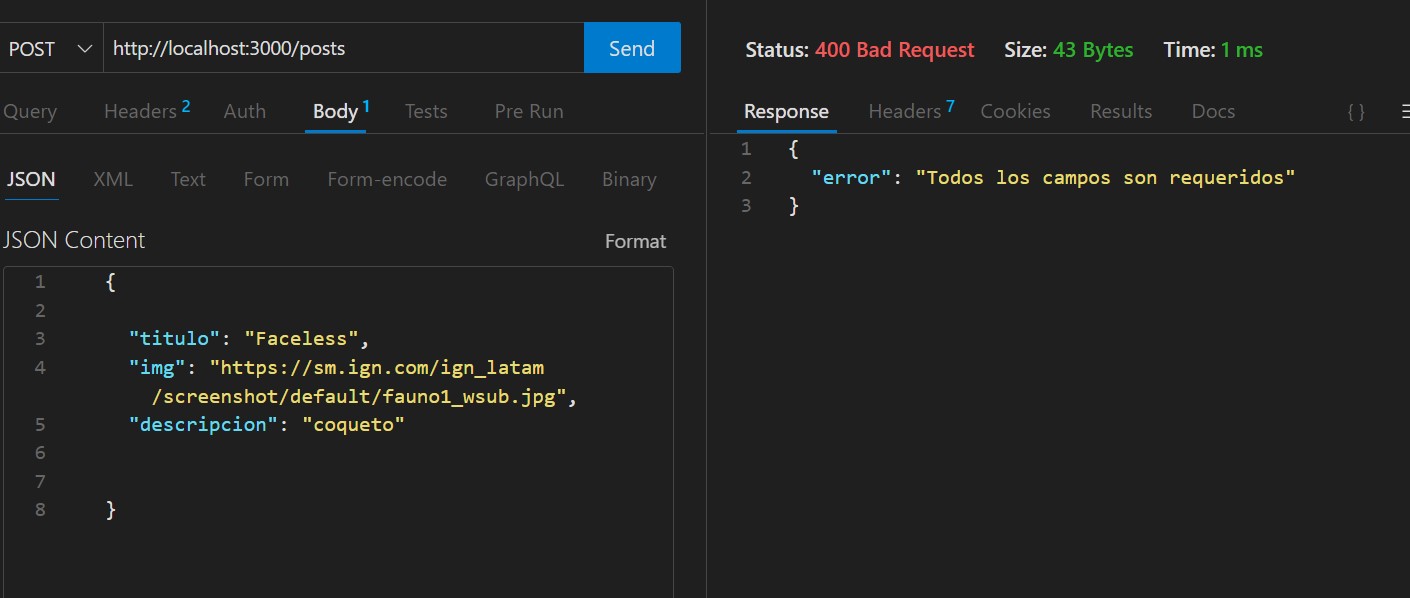 POST http://localhost:3000/posts Send
Query Headers 2 Auth Body 1 Tests Pre Run
JSON XML Text Form Form-encode GraphQL Binary
JSON Content Format
1 {
2
3 "titulo": "Faceless",
4 "img": "https://sm.ign.com/ign_latam
/screenshot/default/fauno1_wsub.jpg",
5 "descripcion": "coqueto"
6
7
8 }
Status: 400 Bad Request Size: 43 Bytes Time: 1 ms
Response Headers 7 Cookies Results Docs { }
1 {
2 "error": "Todos los campos son requeridos"
3 }